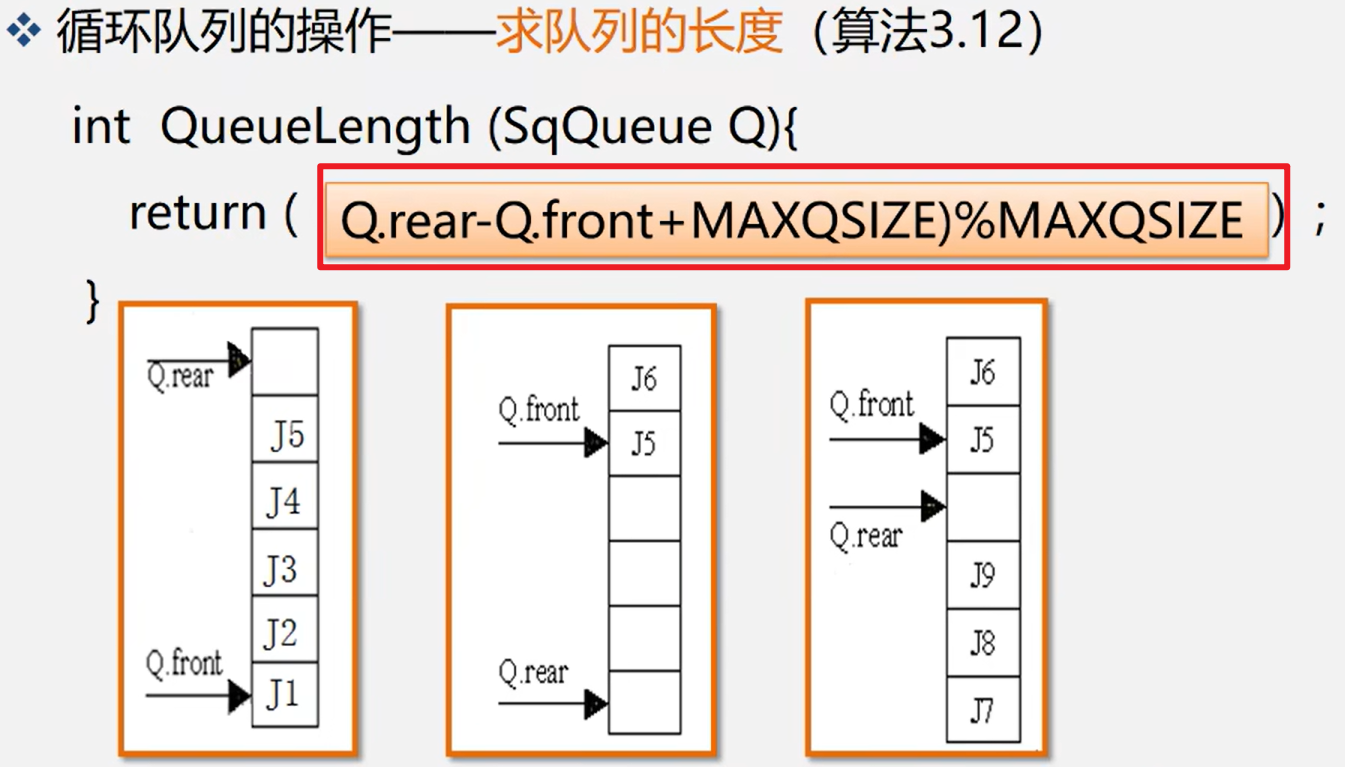 循环队列的操作——求队列的长度（算法3.12）
int QueueLength (SqQueue Q){
return ( Q.rear-Q.front+MAXQSIZE)%MAXQSIZE ) ;
}
Q.rear
J5
J4
J3
J2
Q.front
J1
J6
Q.front
J5
Q.rear
J6
Q.front
J5
Q.rear
J9
J8
J7